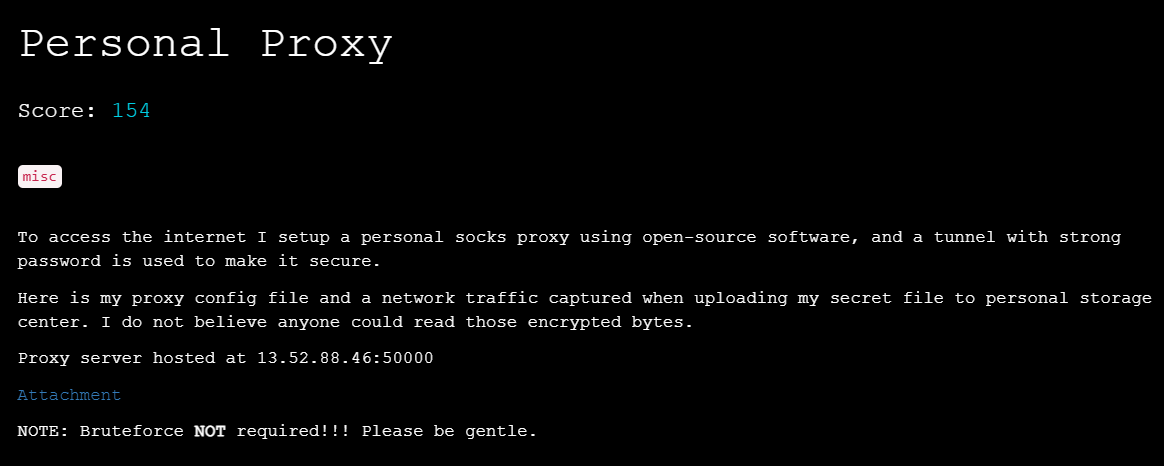 Personal Proxy
Score: 154
misc
To access the internet I setup a personal socks proxy using open-source software, and a tunnel with strong
password is used to make it secure.
Here is my proxy config file and a network traffic captured when uploading my secret file to personal storage
center. I do not believe anyone could read those encrypted bytes.
Proxy server hosted at 13.52.88.46:50000
Attachment
NOTE: Bruteforce NOT required!!! Please be gentle.